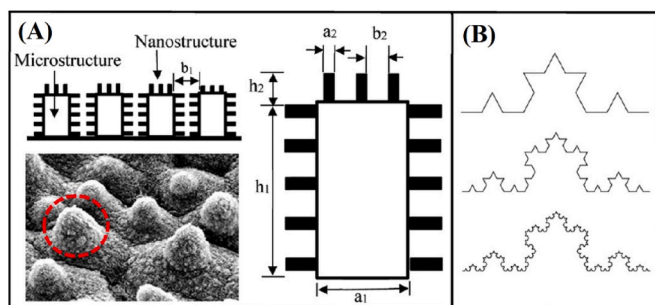 (A)
Nanostructure
Microstructure
b₁
a₂
b₂
h₂
h₁
a₁
(B)